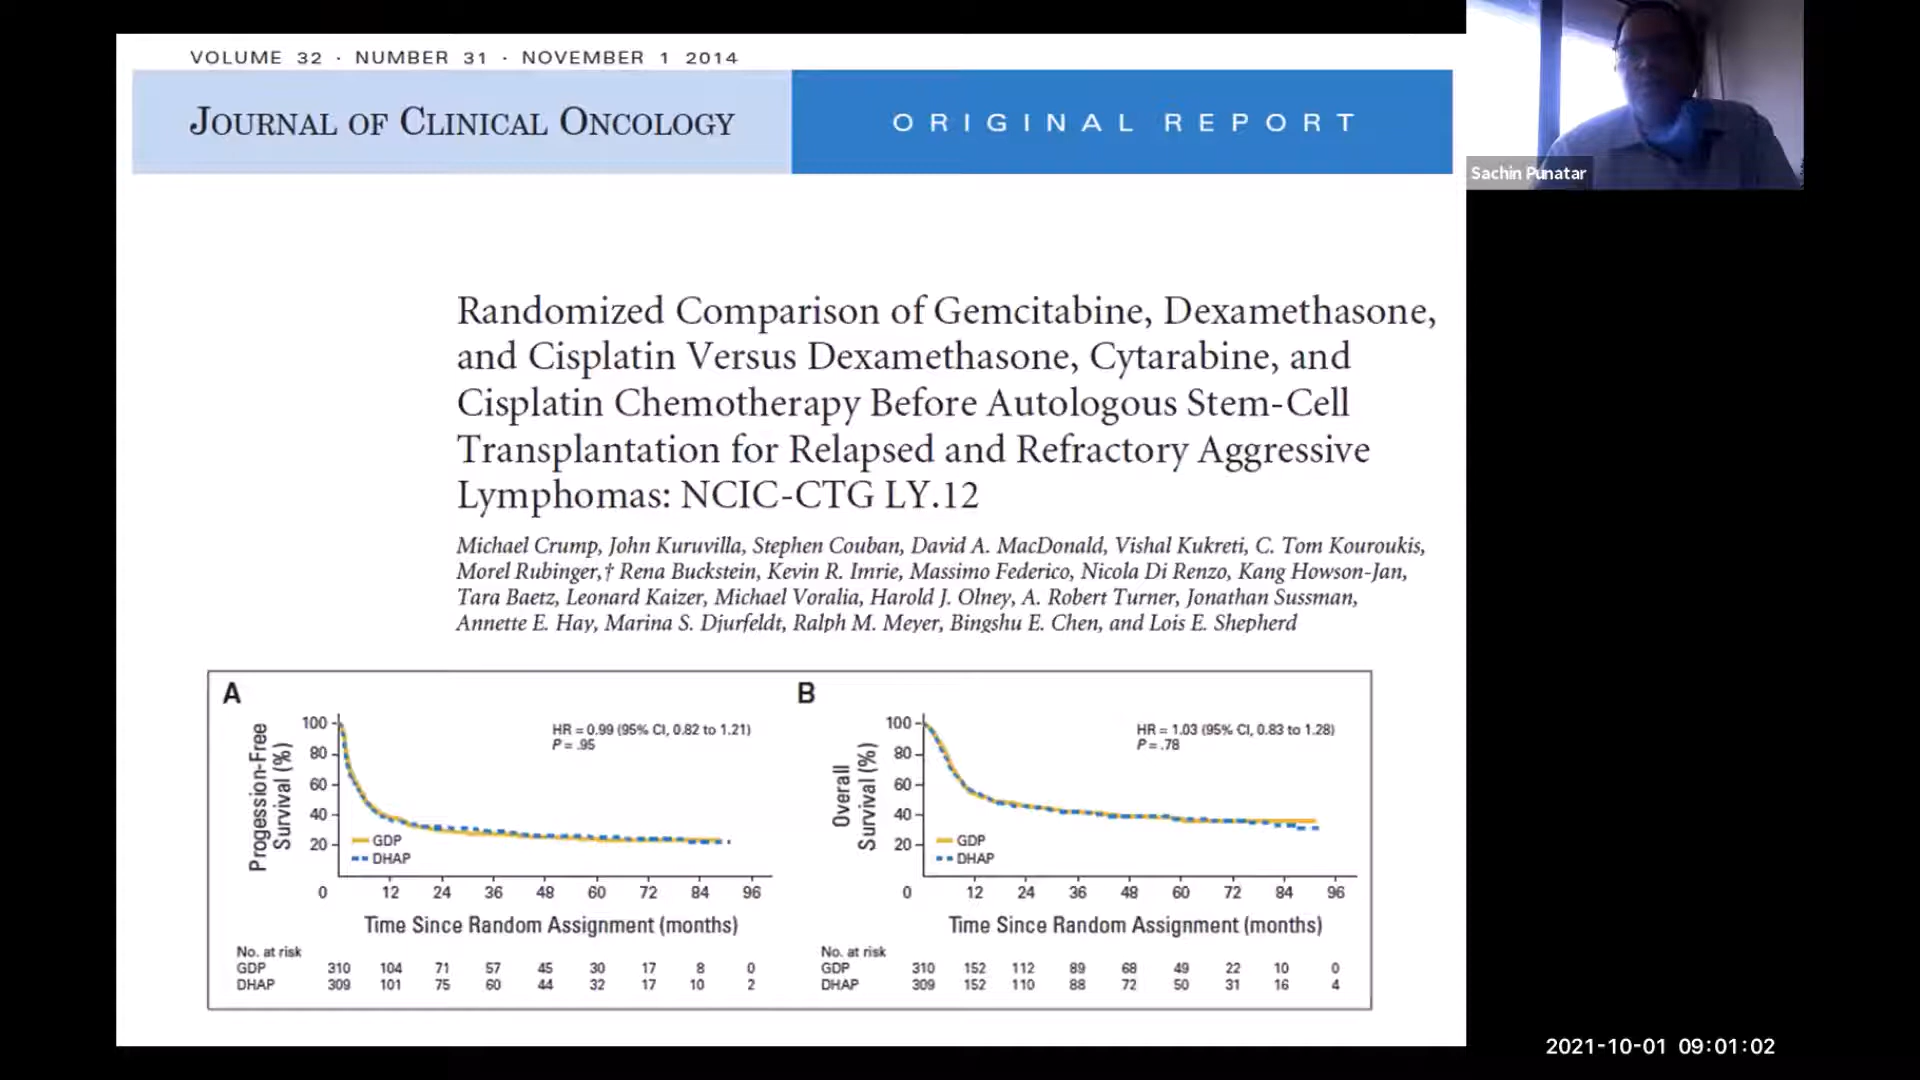 VOLUME 32 · NUMBER 31 · NOVEMBER 1 2014
JOURNAL OF CLINICAL ONCOLOGY
ORIGINAL REPORT
Sachin Punatar
Randomized Comparison of Gemcitabine, Dexamethasone,
and Cisplatin Versus Dexamethasone, Cytarabine, and
Cisplatin Chemotherapy Before Autologous Stem-Cell
Transplantation for Relapsed and Refractory Aggressive
Lymphomas: NCIC-CTG LY.12
Michael Crump, John Kuruvilla, Stephen Couban, David A. MacDonald, Vishal Kukreti, C. Tom Kouroukis,
Morel Rubinger,† Rena Buckstein, Kevin R. Imrie, Massimo Federico, Nicola Di Renzo, Kang Howson-Jan,
Tara Baetz, Leonard Kaizer, Michael Voralia, Harold J. Olney, A. Robert Turner, Jonathan Sussman,
Annette E. Hay, Marina S. Djurfeldt, Ralph M. Meyer, Bingshu E. Chen, and Lois E. Shepherd
A
Progession-Free
Survival (%)
100
80
60
40
20
0
HR = 0.99 (95% CI, 0.82 to 1.21)
P = .95
GDP
DHAP
12 24 36 48 60 72 84 96
Time Since Random Assignment (months)
No. at risk
GDP 310 104 71 57 45 30 17 8 0
DHAP 309 101 75 60 44 32 17 10 2
B
Overall
Survival (%)
100
80
60
40
20
0
HR = 1.03 (95% CI, 0.83 to 1.28)
P = .78
GDP
DHAP
12 24 36 48 60 72 84 96
Time Since Random Assignment (months)
No. at risk
GDP 310 152 112 89 68 49 22 10 0
DHAP 309 152 110 88 72 50 31 16 4
2021-10-01 09:01:02